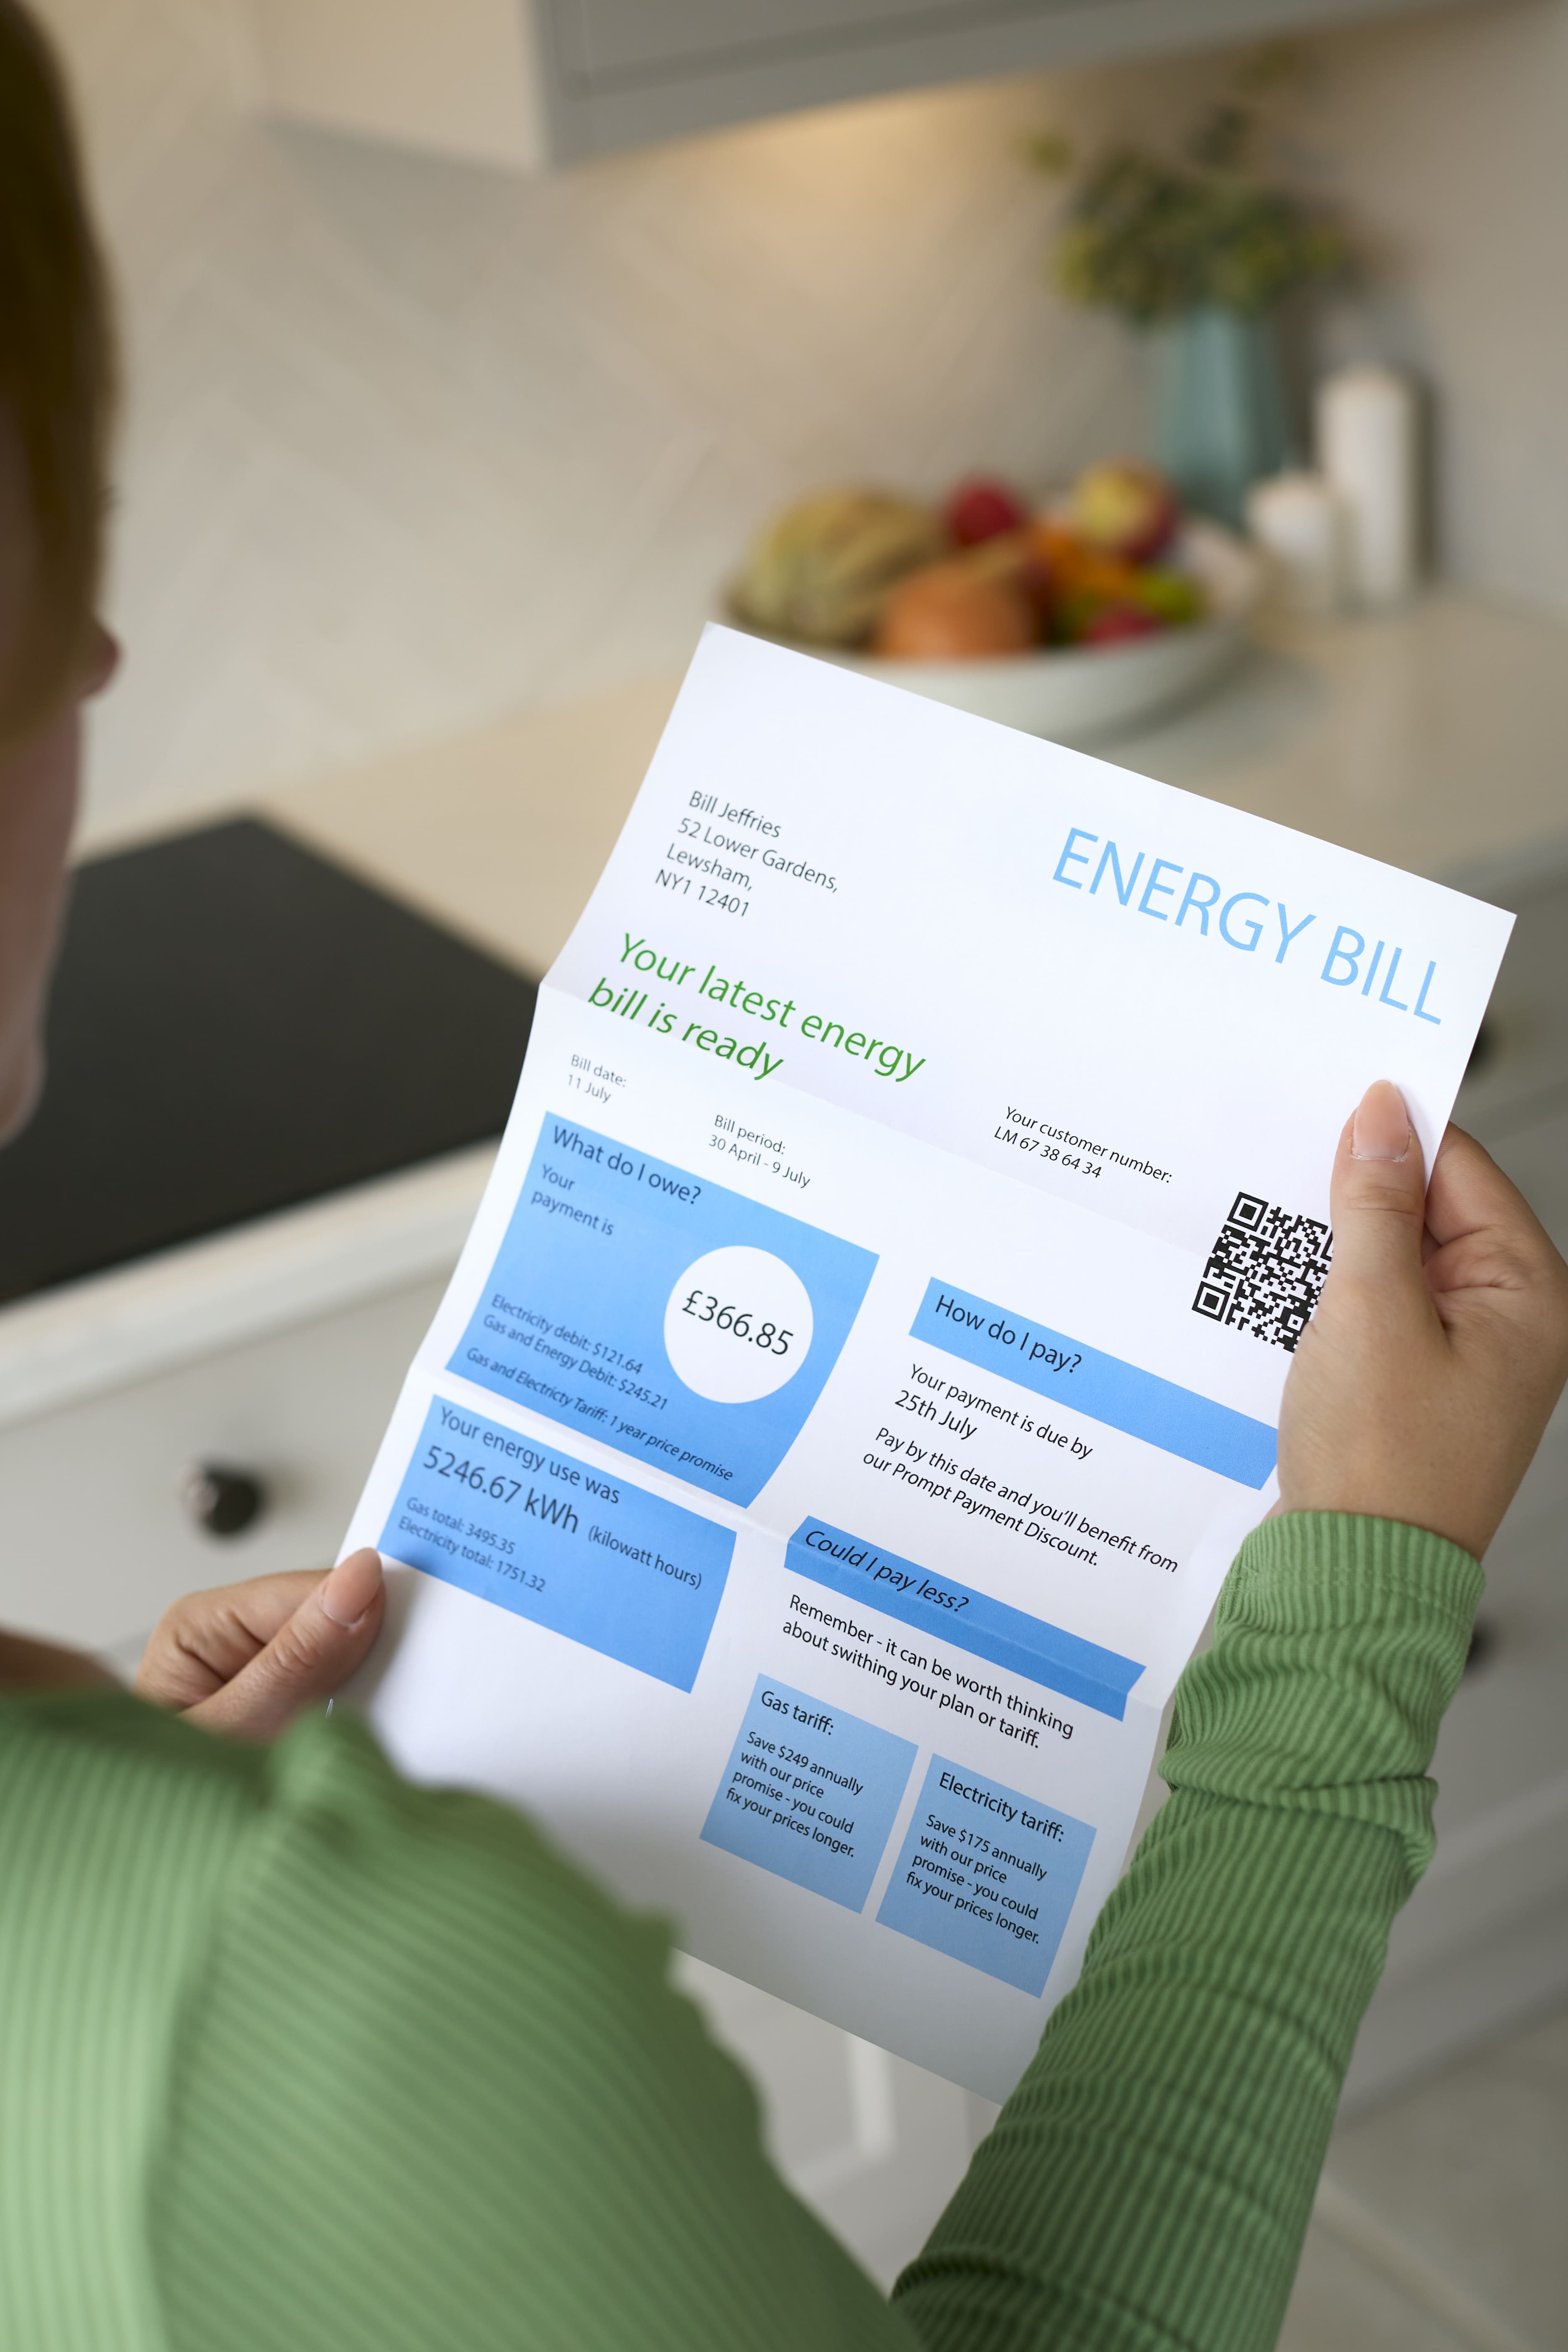 Bill Jeffries
52 Lower Gardens,
Lewsham,
NY1 12401
ENERGY BILL
Your latest energy
bill is ready
Bill date:
11 July
Bill period:
30 April - 9 July
Your customer number:
LM 67 38 64 34
What do I owe?
Your
payment is
£366.85
Electricity debit: $121.64
Gas and Energy Debit: $245.21
Gas and Electricty Tariff: 1 year price promise
Your energy use was
5246.67 kWh (kilowatt hours)
Gas total: 3495.35
Electricity total: 1751.32
How do I pay?
Your payment is due by
25th July
Pay by this date and you'll benefit from
our Prompt Payment Discount.
Could I pay less?
Remember - it can be worth thinking
about swithing your plan or tariff.
Gas tariff:
Save $249 annually
with our price
promise - you could
fix your prices longer.
Electricity tariff:
Save $175 annually
with our price
promise - you could
fix your prices longer.